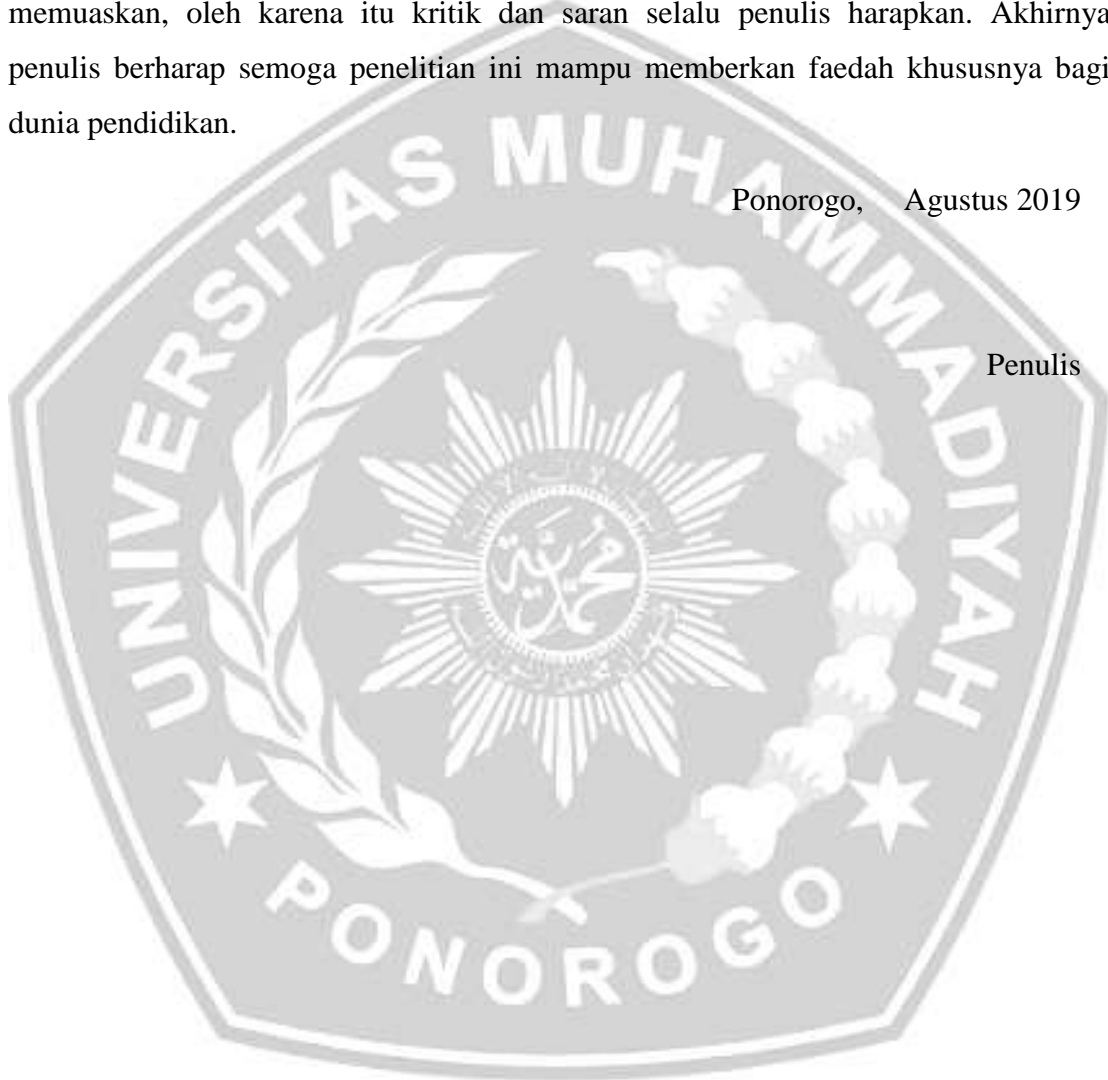 memuaskan, oleh karena itu kritik dan saran selalu penulis harapkan. Akhirnya
penulis berharap semoga penelitian ini mampu memberkan faedah khususnya bagi
dunia pendidikan.
Ponorogo, Agustus 2019
Penulis
UNIVERSITAS MUHAMMADIYAH
PONOROGO